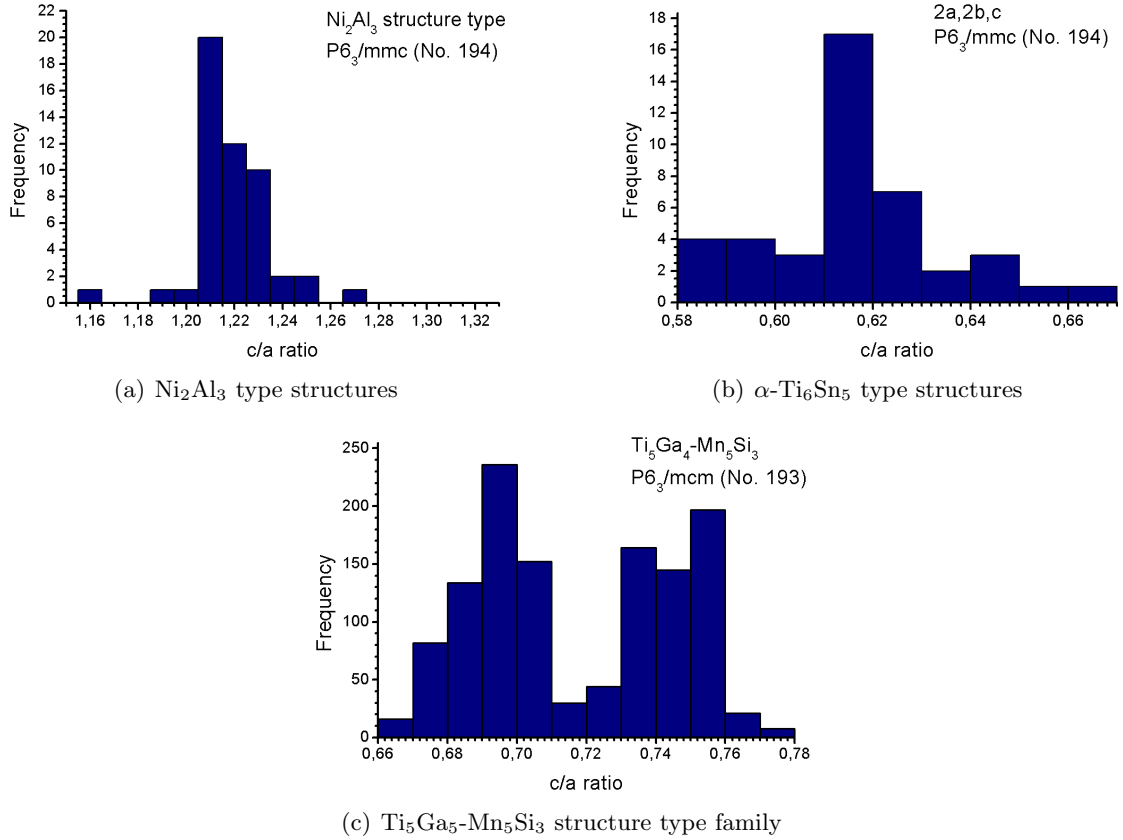 Ni₂Al₃ structure type
P6₃/mmc (No. 194)
22
20
18
16
14
12
10
8
6
4
2
0
Frequency
1,16 1,18 1,20 1,22 1,24 1,26 1,28 1,30 1,32
c/a ratio
(a) Ni₂Al₃ type structures
2a,2b,c
P6₃/mmc (No. 194)
18
16
14
12
10
8
6
4
2
0
Frequency
0,58 0,60 0,62 0,64 0,66
c/a ratio
(b) α-Ti₆Sn₅ type structures
Ti₅Ga₄-Mn₅Si₃
P6₃/mcm (No. 193)
250
200
150
100
50
0
Frequency
0,66 0,68 0,70 0,72 0,74 0,76 0,78
c/a ratio
(c) Ti₅Ga₅-Mn₅Si₃ structure type family